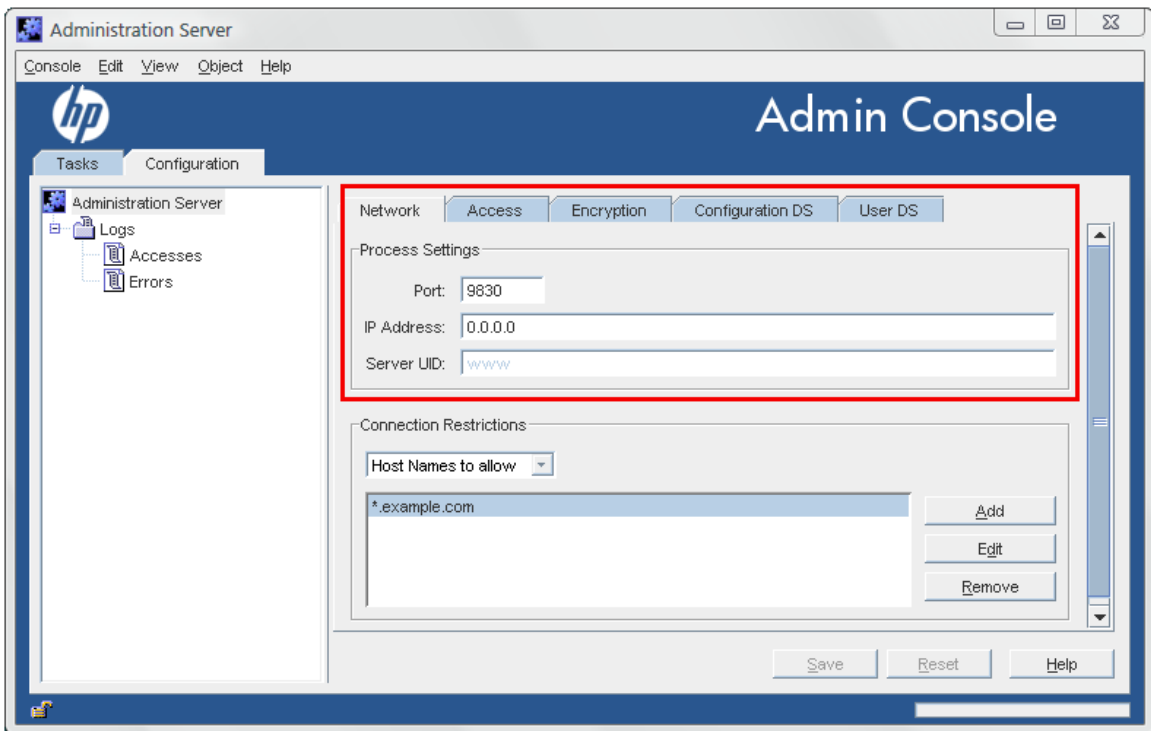 Administration Server
Console Edit View Object Help
hp
Admin Console
Tasks Configuration
Administration Server
Logs
Accesses
Errors
Network Access Encryption Configuration DS User DS
Process Settings
Port: 9830
IP Address: 0.0.0.0
Server UID: www
Connection Restrictions
Host Names to allow
*.example.com
Add
Edit
Remove
Save Reset Help